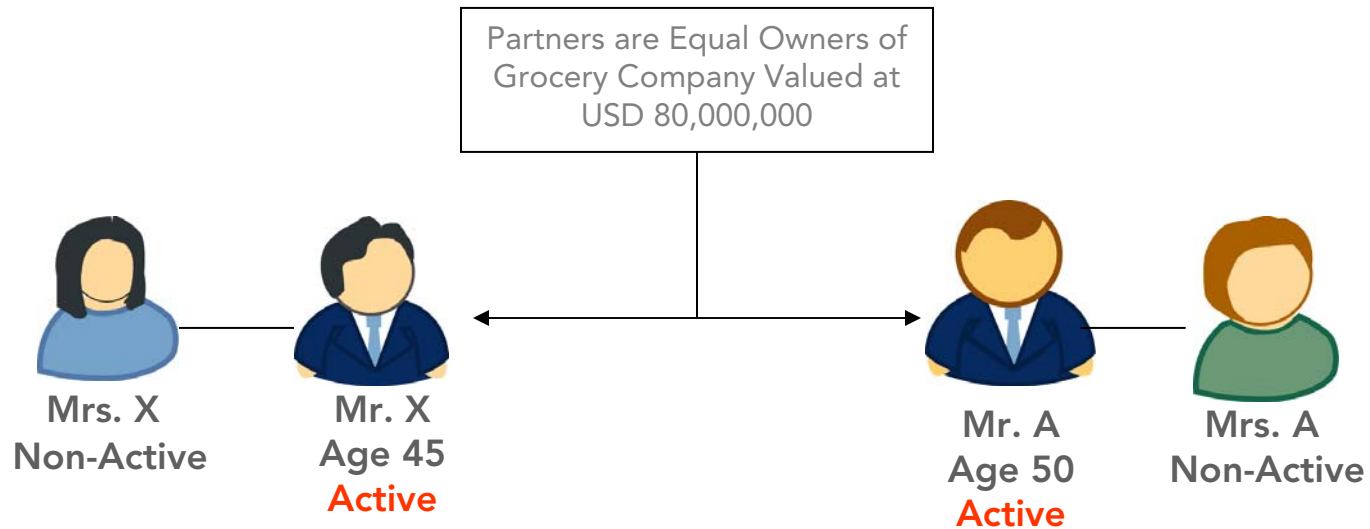 Partners are Equal Owners of
Grocery Company Valued at
USD 80,000,000
Mrs. X
Non-Active
Mr. X
Age 45
Active
Mr. A
Age 50
Active
Mrs. A
Non-Active